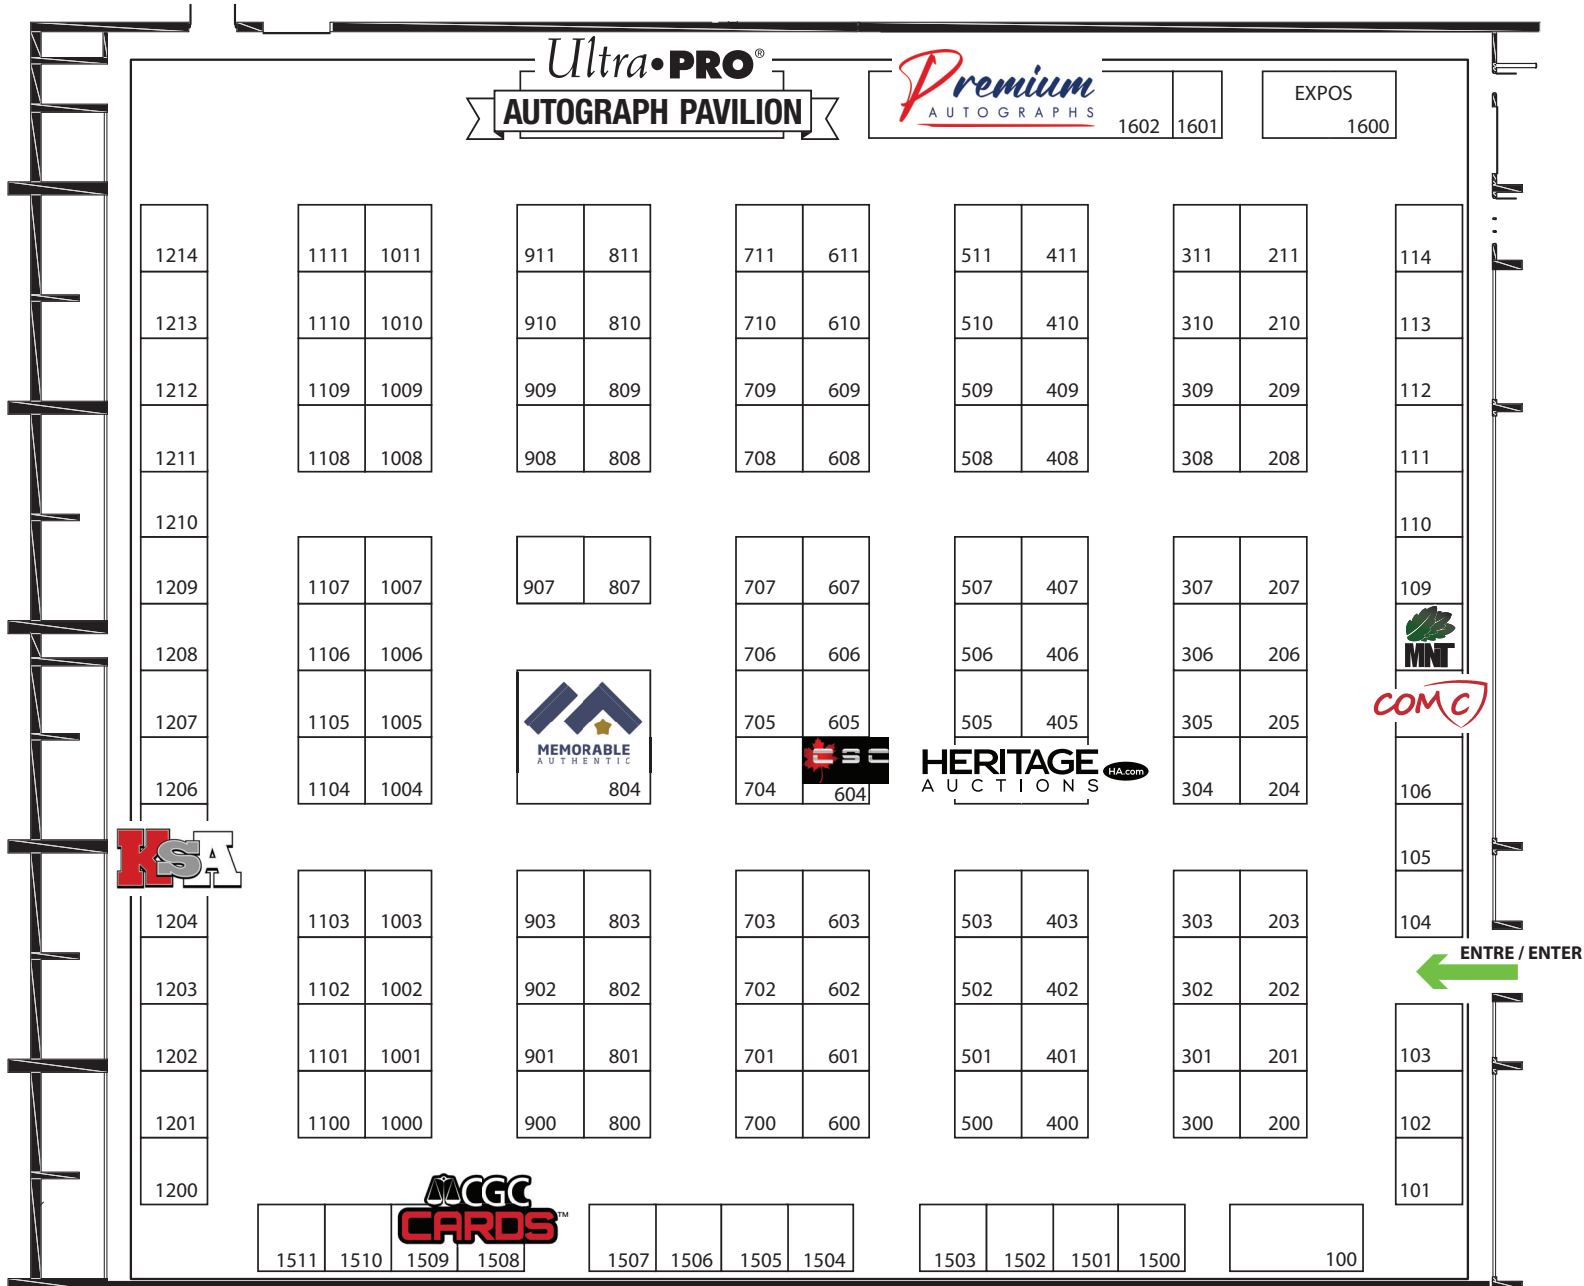 Ultra•PRO®
AUTOGRAPH PAVILION
Premium
AUTOGRAPHS
1602 1601
EXPOS
1600
1214 1111 1011 911 811 711 611 511 411 311 211 114
1213 1110 1010 910 810 710 610 510 410 310 210 113
1212 1109 1009 909 809 709 609 509 409 309 209 112
1211 1108 1008 908 808 708 608 508 408 308 208 111
1210 110
1209 1107 1007 907 807 707 607 507 407 307 207 109
1208 1106 1006 706 606 506 406 306 206 MNT
1207 1105 1005 705 605 505 405 305 205 COMC
MEMORABLE
AUTHENTIC
CSC
HERITAGE HA.com
AUCTIONS
1206 1104 1004 804 704 604 304 204 106
KSA 105
1204 1103 1003 903 803 703 603 503 403 303 203 104
ENTRE / ENTER
1203 1102 1002 902 802 702 602 502 402 302 202
1202 1101 1001 901 801 701 601 501 401 301 201 103
1201 1100 1000 900 800 700 600 500 400 300 200 102
1200 101
CGC
CARDS™
1511 1510 1509 1508 1507 1506 1505 1504 1503 1502 1501 1500 100